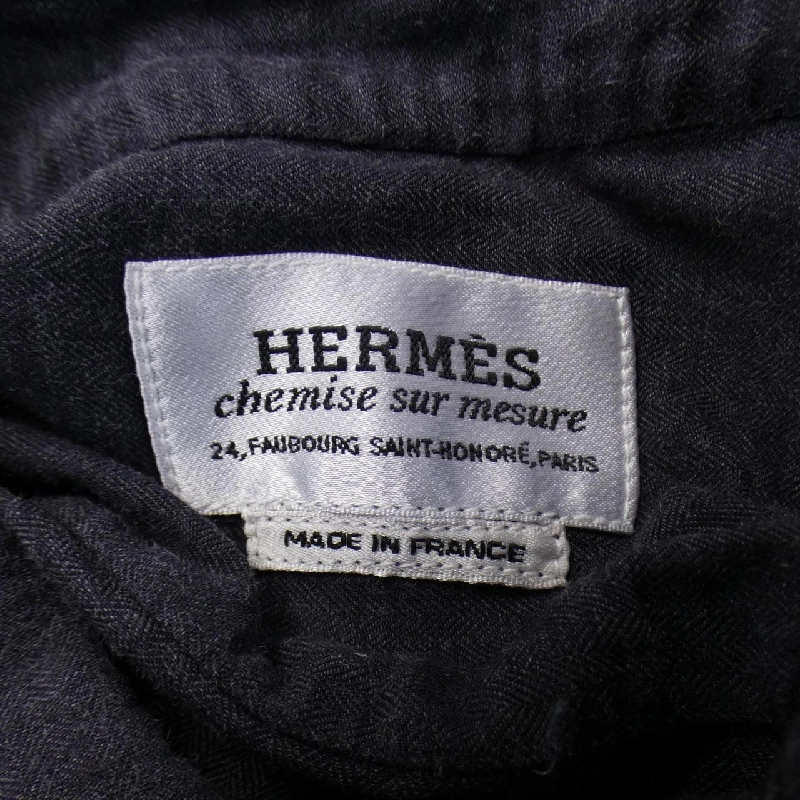 HERMÈS
chemise sur mesure
24, FAUBOURG SAINT-HONORÉ, PARIS
MADE IN FRANCE